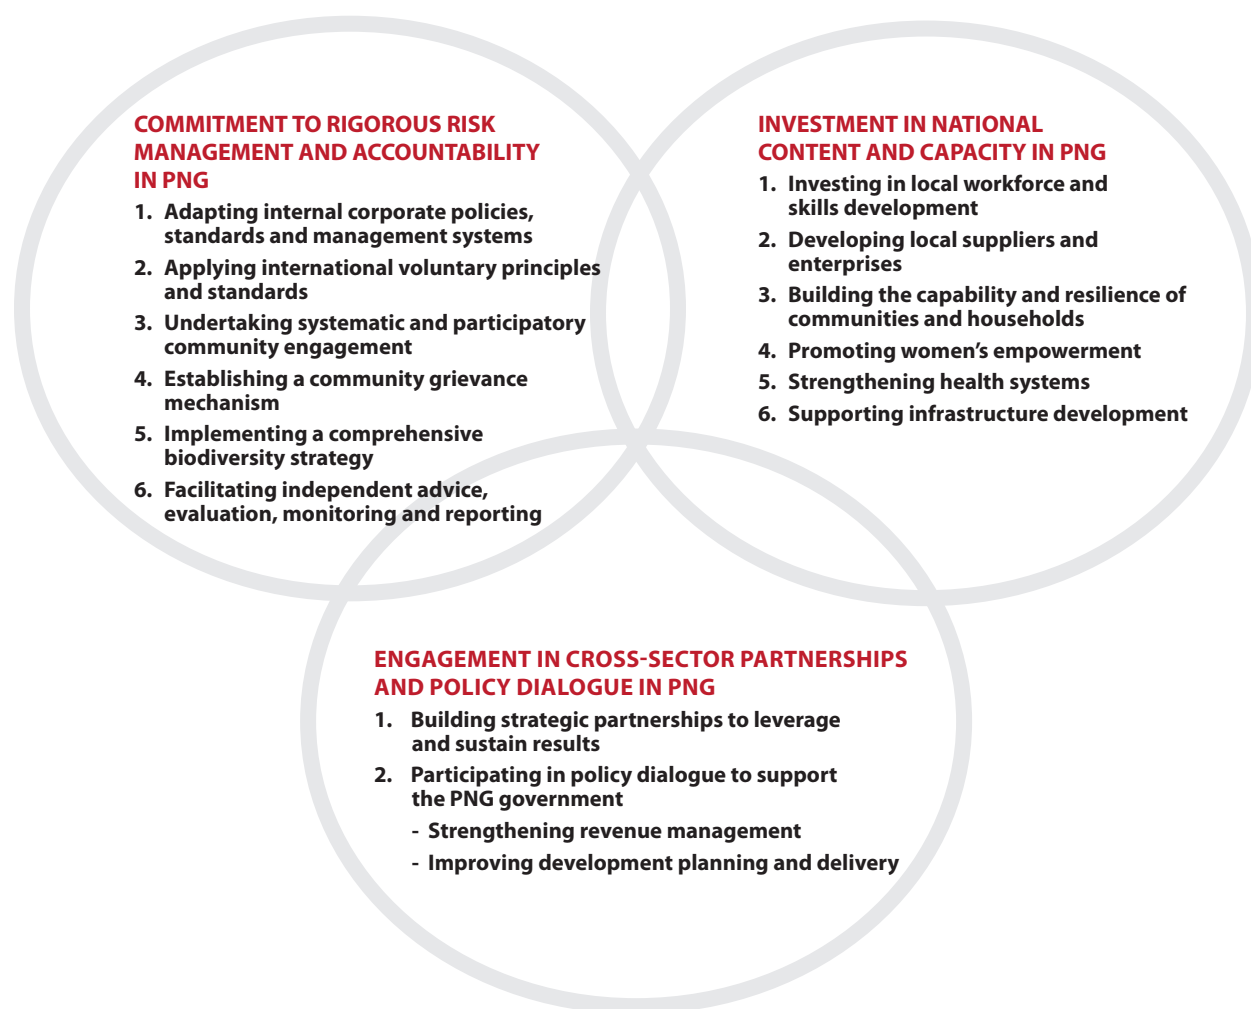 COMMITMENT TO RIGOROUS RISK
MANAGEMENT AND ACCOUNTABILITY
IN PNG
1. Adapting internal corporate policies,
standards and management systems
2. Applying international voluntary principles
and standards
3. Undertaking systematic and participatory
community engagement
4. Establishing a community grievance
mechanism
5. Implementing a comprehensive
biodiversity strategy
6. Facilitating independent advice,
evaluation, monitoring and reporting
INVESTMENT IN NATIONAL
CONTENT AND CAPACITY IN PNG
1. Investing in local workforce and
skills development
2. Developing local suppliers and
enterprises
3. Building the capability and resilience of
communities and households
4. Promoting women’s empowerment
5. Strengthening health systems
6. Supporting infrastructure development
ENGAGEMENT IN CROSS-SECTOR PARTNERSHIPS
AND POLICY DIALOGUE IN PNG
1. Building strategic partnerships to leverage
and sustain results
2. Participating in policy dialogue to support
the PNG government
- Strengthening revenue management
- Improving development planning and delivery